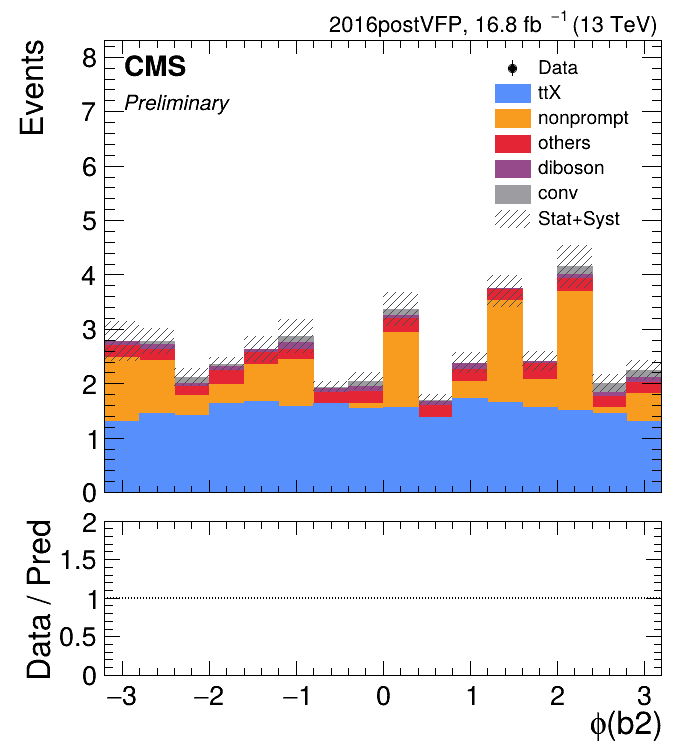 2016postVFP, 16.8 fb⁻¹ (13 TeV)
Events
CMS
Preliminary
Data
ttX
nonprompt
others
diboson
conv
Stat+Syst
8
7
6
5
4
3
2
1
0
Data / Pred
2
1.5
1
0.5
0
−3 −2 −1 0 1 2 3
ϕ(b2)